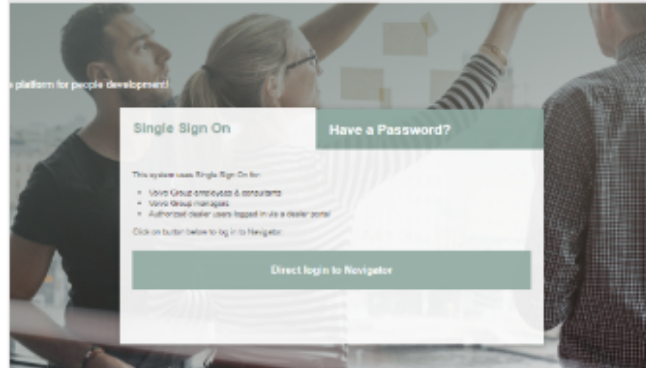 platform for people development!
Single Sign On
Have a Password?
This system uses Single Sign On for:
Volvo Group employees & consultants
Volvo Group managers
Authorized dealer users logged in via a dealer portal
Click on button below to log in to Navigator
Direct login to Navigator